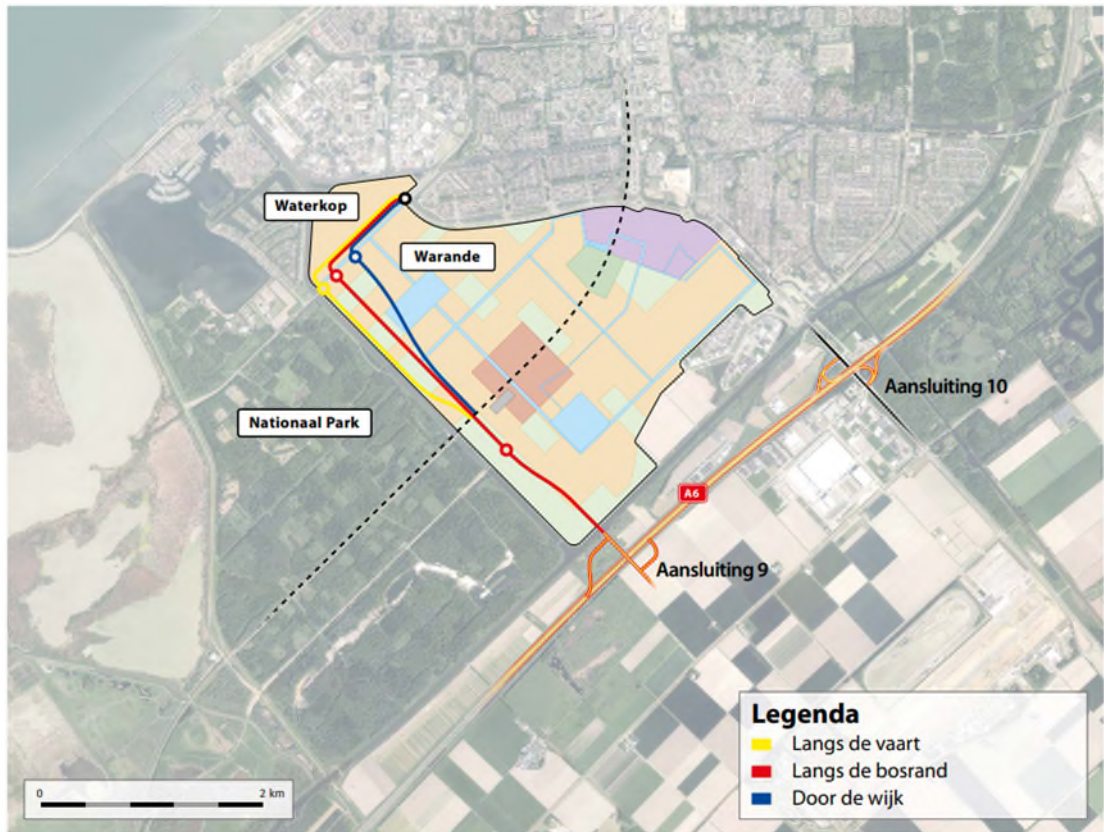 Waterkop
Warande
Nationaal Park
Aansluiting 10
A6
Aansluiting 9
Legenda
Langs de vaart
Langs de bosrand
Door de wijk
0 2 km